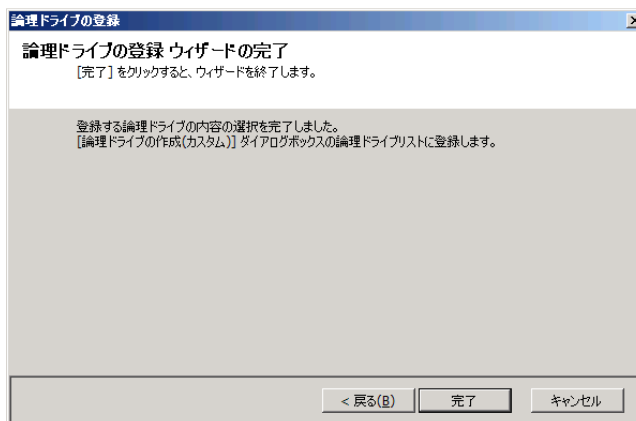 論理ドライブの登録
論理ドライブの登録 ウィザードの完了
[完了] をクリックすると、ウィザードを終了します。
登録する論理ドライブの内容の選択を完了しました。
[論理ドライブの作成(カスタム)] ダイアログボックスの論理ドライブリストに登録します。
< 戻る(B) 完了 キャンセル